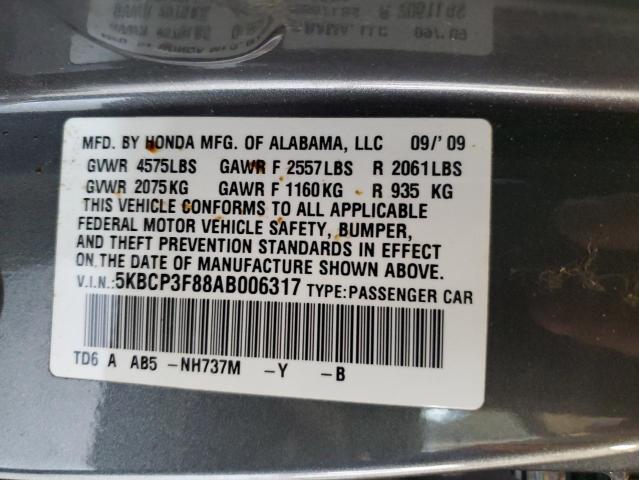 MFD. BY HONDA MFG. OF ALABAMA, LLC 09/'09
GVWR 4575LBS GAWR F 2557LBS R 2061LBS
GVWR 2075KG GAWR F 1160KG R 935 KG
THIS VEHICLE CONFORMS TO ALL APPLICABLE
FEDERAL MOTOR VEHICLE SAFETY, BUMPER,
AND THEFT PREVENTION STANDARDS IN EFFECT
ON THE DATE OF MANUFACTURE SHOWN ABOVE.
V.I.N.:5KBCP3F88AB006317 TYPE:PASSENGER CAR
TD6 A AB5 -NH737M -Y -B